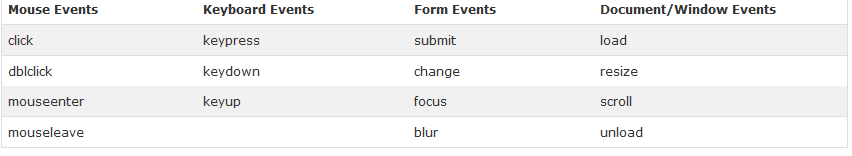 Mouse Events Keyboard Events Form Events Document/Window Events
click keypress submit load
dblclick keydown change resize
mouseenter keyup focus scroll
mouseleave blur unload